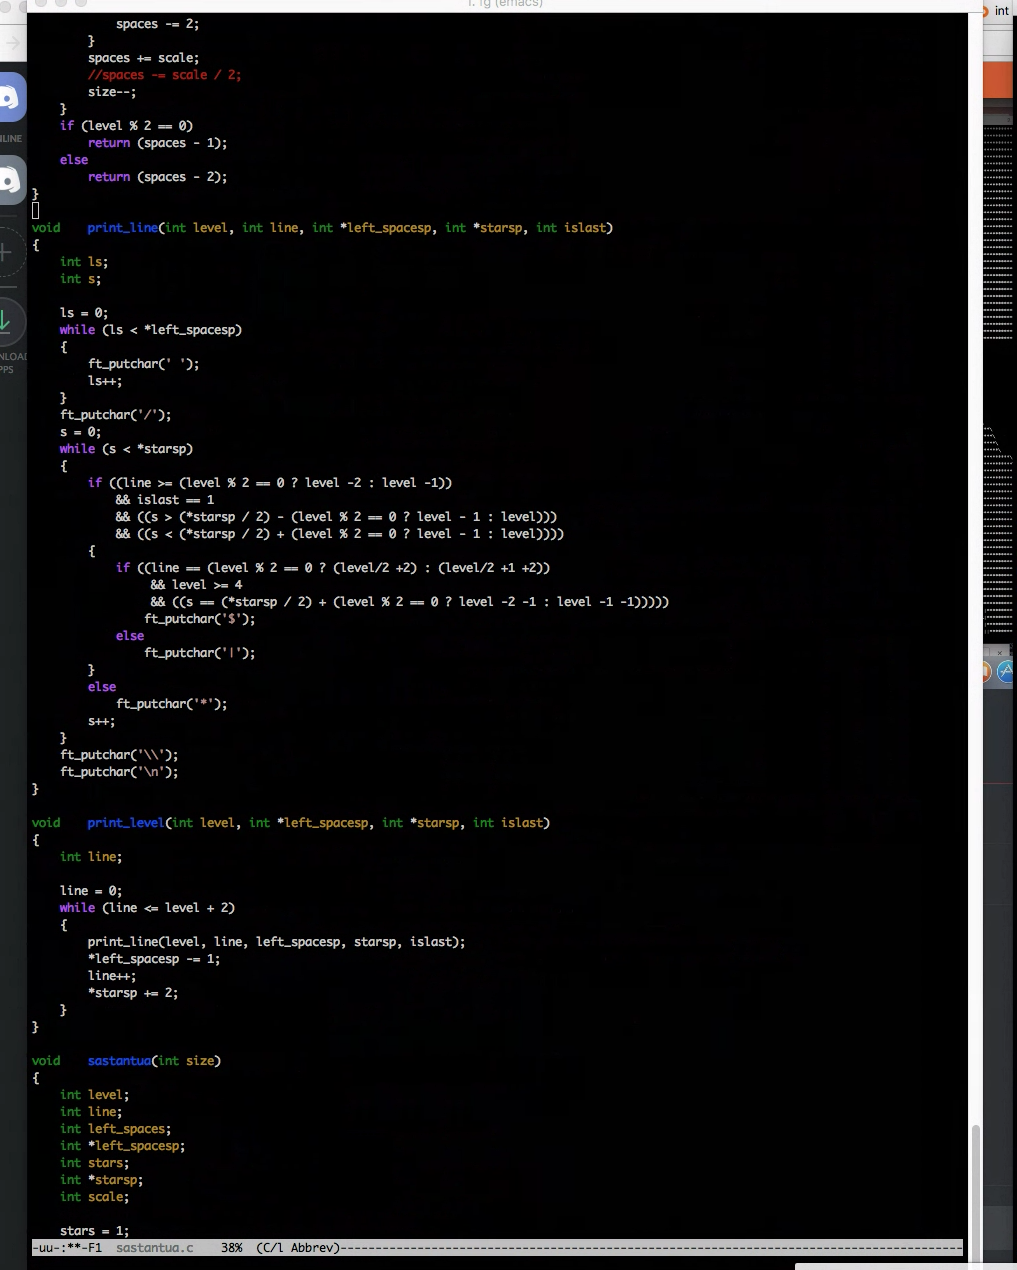 1. fg (emacs)
int
            spaces -= 2;
        }
        spaces += scale;
        //spaces -= scale / 2;
        size--;
    }
    if (level % 2 == 0)
        return (spaces - 1);
    else
        return (spaces - 2);
}
void    print_line(int level, int line, int *left_spacesp, int *starsp, int islast)
{
    int ls;
    int s;
    ls = 0;
    while (ls < *left_spacesp)
    {
        ft_putchar(' ');
        ls++;
    }
    ft_putchar('/');
    s = 0;
    while (s < *starsp)
    {
        if ((line >= (level % 2 == 0 ? level -2 : level -1))
            && islast == 1
            && ((s > (*starsp / 2) - (level % 2 == 0 ? level - 1 : level)))
            && ((s < (*starsp / 2) + (level % 2 == 0 ? level - 1 : level))))
        {
            if ((line == (level % 2 == 0 ? (level/2 +2) : (level/2 +1 +2))
                 && level >= 4
                 && ((s == (*starsp / 2) + (level % 2 == 0 ? level -2 -1 : level -1 -1)))))
                ft_putchar('$');
            else
                ft_putchar('|');
        }
        else
            ft_putchar('*');
        s++;
    }
    ft_putchar('\\');
    ft_putchar('\n');
}
void    print_level(int level, int *left_spacesp, int *starsp, int islast)
{
    int line;
    line = 0;
    while (line <= level + 2)
    {
        print_line(level, line, left_spacesp, starsp, islast);
        *left_spacesp -= 1;
        line++;
        *starsp += 2;
    }
}
void    sastantua(int size)
{
    int level;
    int line;
    int left_spaces;
    int *left_spacesp;
    int stars;
    int *starsp;
    int scale;
    stars = 1;
-uu-:**-F1  sastantua.c    38%  (C/l Abbrev)